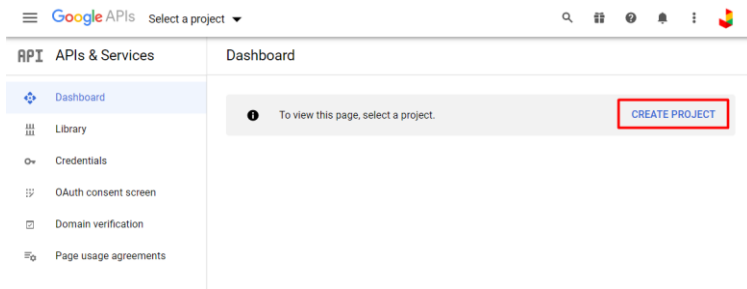 Google APIs Select a project
API APIs & Services
Dashboard
Dashboard
Library
Credentials
OAuth consent screen
Domain verification
Page usage agreements
To view this page, select a project.
CREATE PROJECT